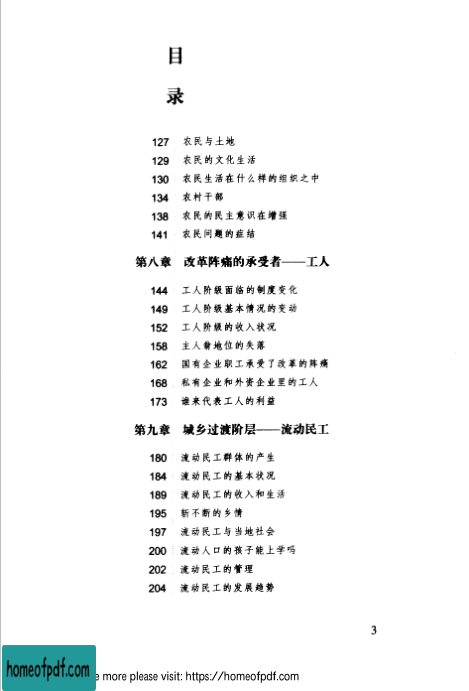 目
录
127 农民与土地
129 农民的文化生活
130 农民生活在什么样的组织之中
134 农村干部
138 农民的民主意识在增强
141 农民问题的症结
第八章 改革阵痛的承受者——工人
144 工人阶级面临的制度变化
149 工人阶级基本情况的变动
152 工人阶级的收入状况
158 主人翁地位的失落
162 国有企业职工承受了改革的阵痛
168 私有企业和外资企业里的工人
173 谁来代表工人的利益
第九章 城乡过渡阶层——流动民工
180 流动民工群体的产生
184 流动民工的基本状况
189 流动民工的收入和生活
195 斩不断的乡情
197 流动民工与当地社会
200 流动人口的孩子能上学吗
202 流动民工的管理
204 流动民工的发展趋势
3
homeofpdf.com
e more please visit: https://homeofpdf.com